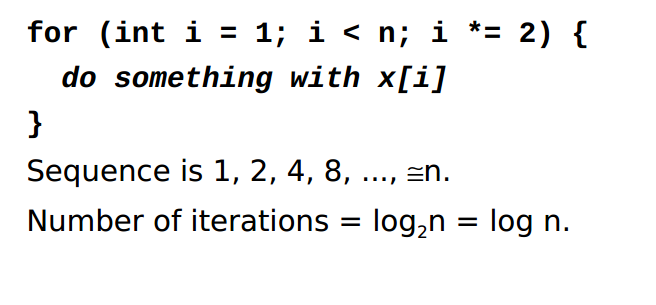 for (int i = 1; i < n; i *= 2) {
do something with x[i]
}
Sequence is 1, 2, 4, 8, ..., ≅n.
Number of iterations = log₂n = log n.